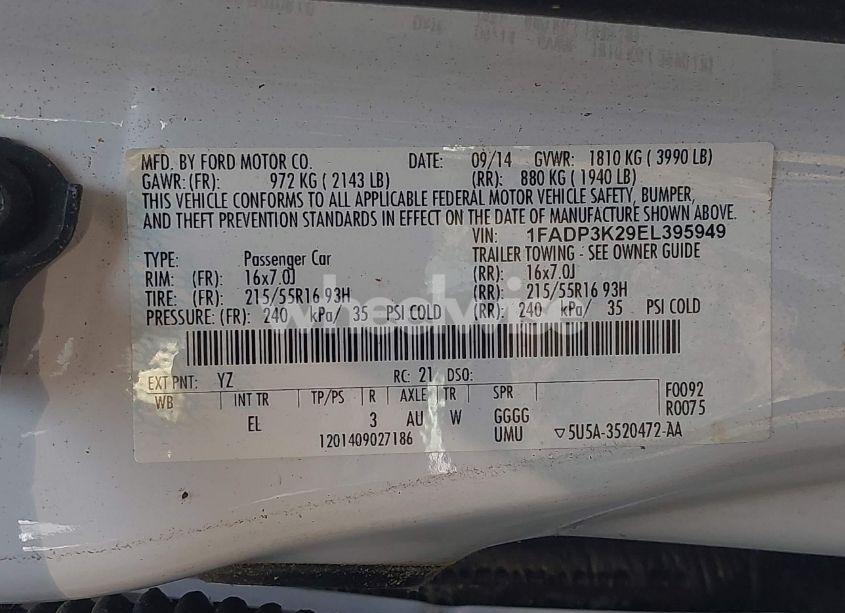 MFD. BY FORD MOTOR CO. DATE: 09/14 GVWR: 1810 KG ( 3990 LB)
GAWR: (FR): 972 KG ( 2143 LB) (RR): 880 KG ( 1940 LB)
THIS VEHICLE CONFORMS TO ALL APPLICABLE FEDERAL MOTOR VEHICLE SAFETY, BUMPER,
AND THEFT PREVENTION STANDARDS IN EFFECT ON THE DATE OF MANUFACTURE SHOWN ABOVE.
VIN: 1FADP3K29EL395949
TYPE: Passenger Car TRAILER TOWING - SEE OWNER GUIDE
RIM: (FR): 16x7.0J (RR): 16x7.0J
TIRE: (FR): 215/55R16 93H (RR): 215/55R16 93H
PRESSURE: (FR): 240 kPa/ 35 PSI COLD (RR): 240 kPa/ 35 PSI COLD
wheelwise
EXT PNT: YZ RC: 21 DSO:
WB INT TR TP/PS R AXLE TR SPR F0092
EL 3 AU W GGGG R0075
1201409027186 UMU ▽5U5A-3520472-AA